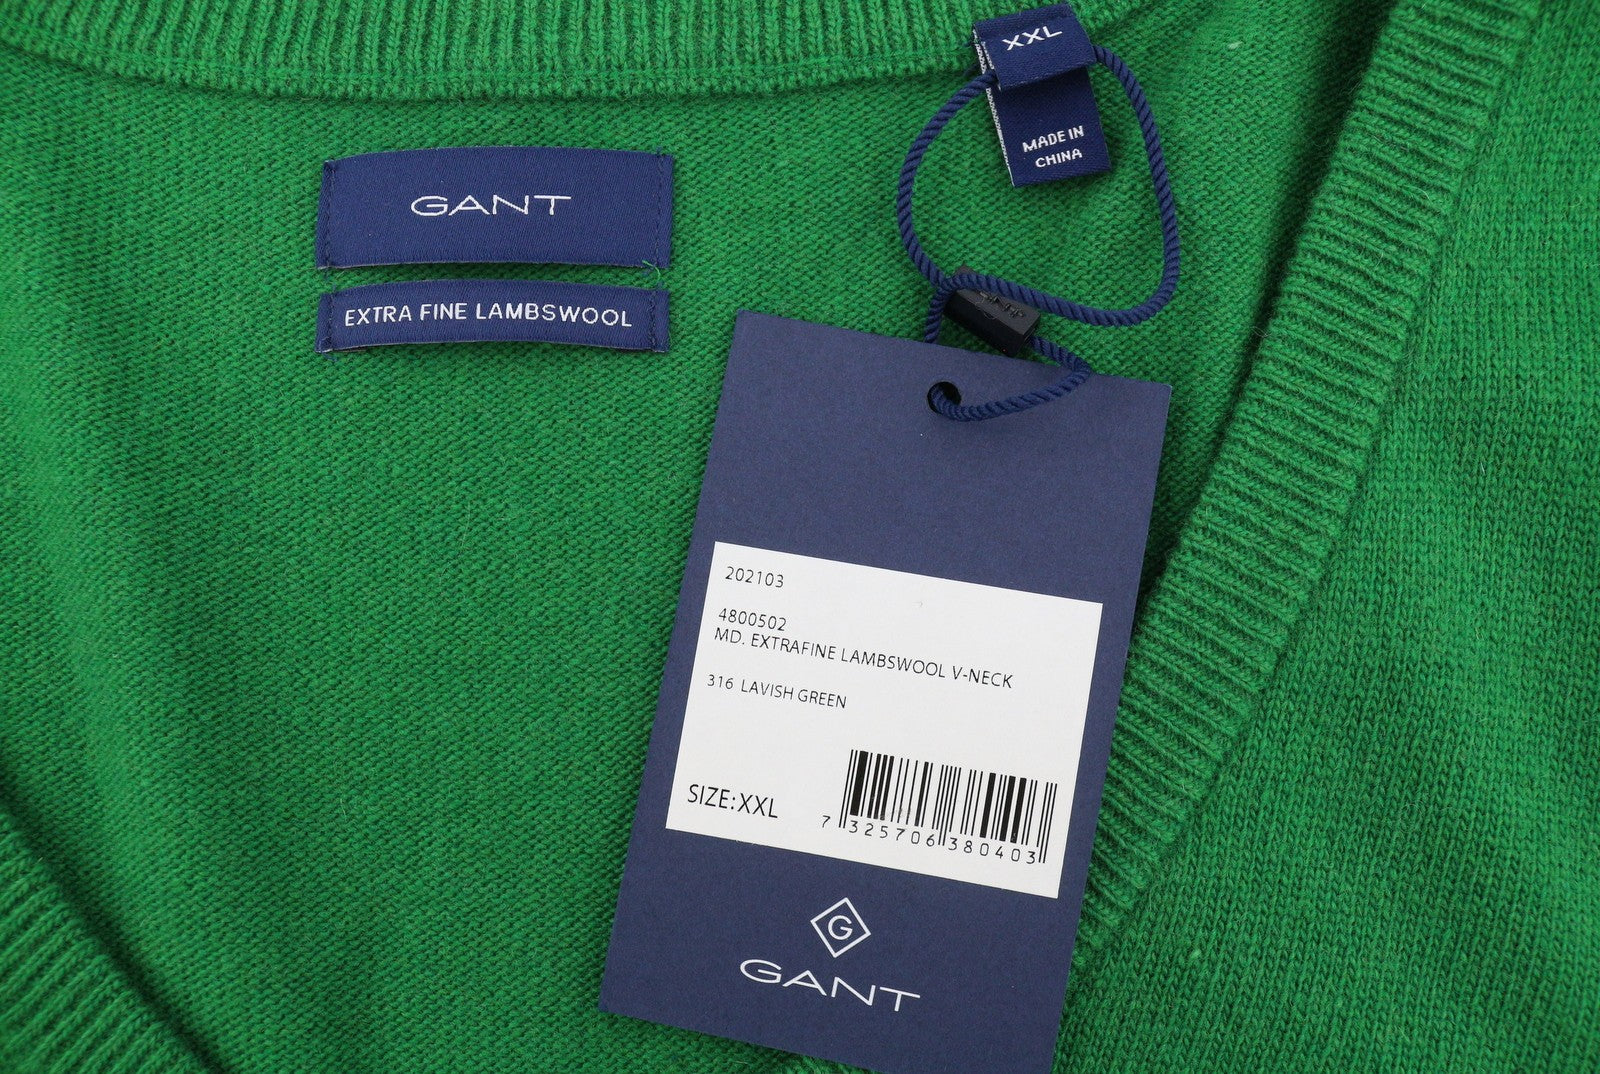 XXL
MADE IN
CHINA
GANT
EXTRA FINE LAMBSWOOL
202103
4800502
MD. EXTRAFINE LAMBSWOOL V-NECK
316 LAVISH GREEN
SIZE: XXL
7 325706 380403
G
GANT